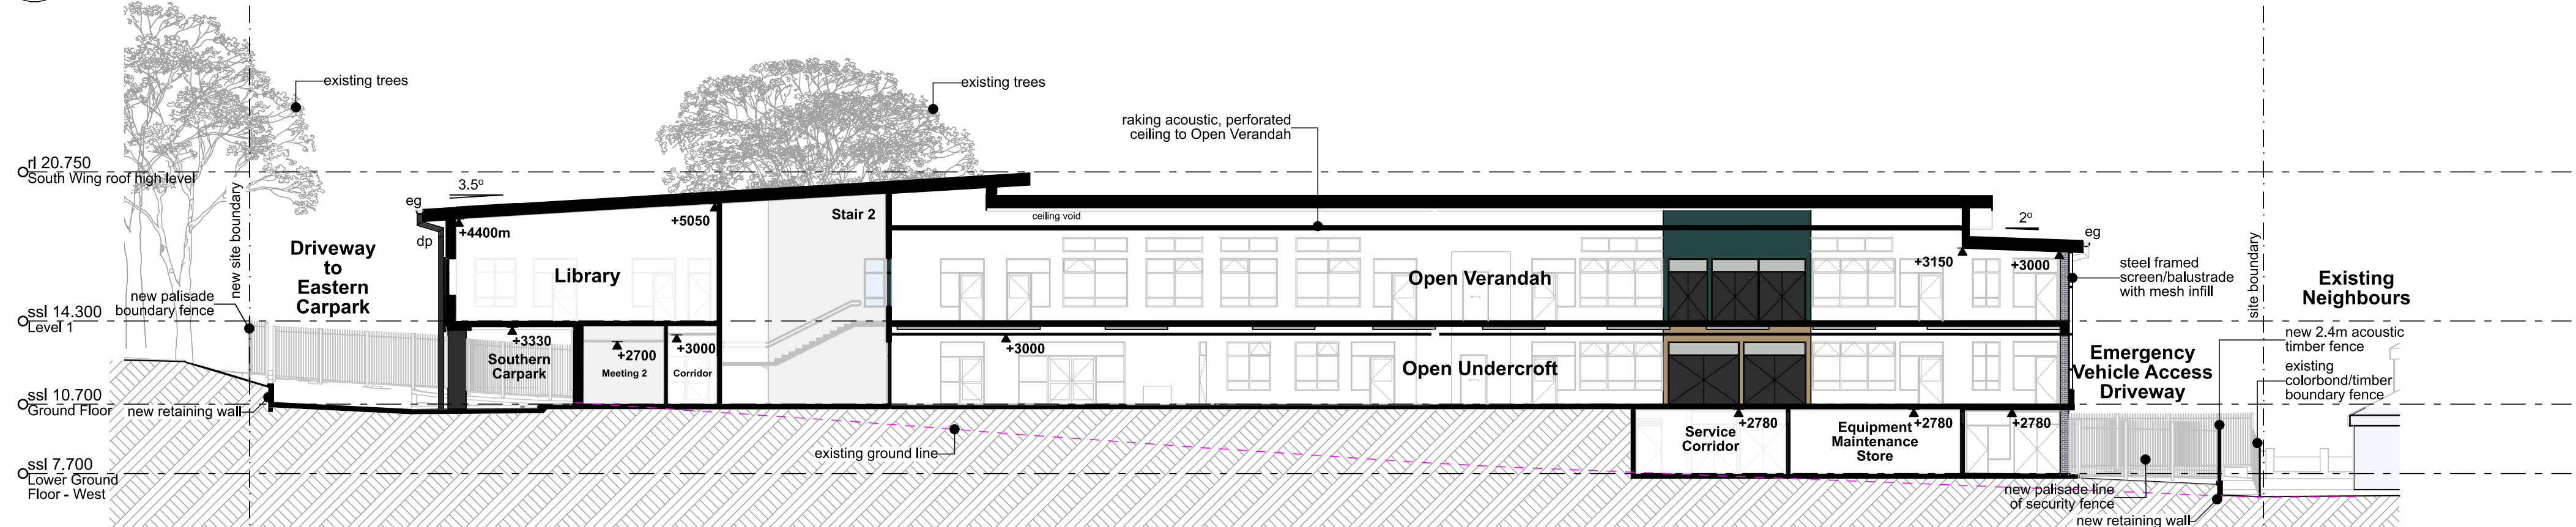 existing trees
existing trees
raking acoustic, perforated
ceiling to Open Verandah
rl 20.750
South Wing roof high level
3.5º
eg
dp
+4400m
+5050
Stair 2
ceiling void
2º
eg
new site boundary
Driveway
to
Eastern
Carpark
Library
Open Verandah
+3150
+3000
steel framed
screen/balustrade
with mesh infill
site boundary
Existing
Neighbours
new palisade
boundary fence
ssl 14.300
Level 1
+3330
Southern
Carpark
+2700
Meeting 2
+3000
Corridor
+3000
Open Undercroft
Emergency
Vehicle Access
Driveway
new 2.4m acoustic
timber fence
existing
colorbond/timber
boundary fence
ssl 10.700
Ground Floor
new retaining wall
existing ground line
Service
Corridor
+2780
Equipment
Maintenance
Store
+2780
+2780
ssl 7.700
Lower Ground
Floor - West
new palisade line
of security fence
new retaining wall